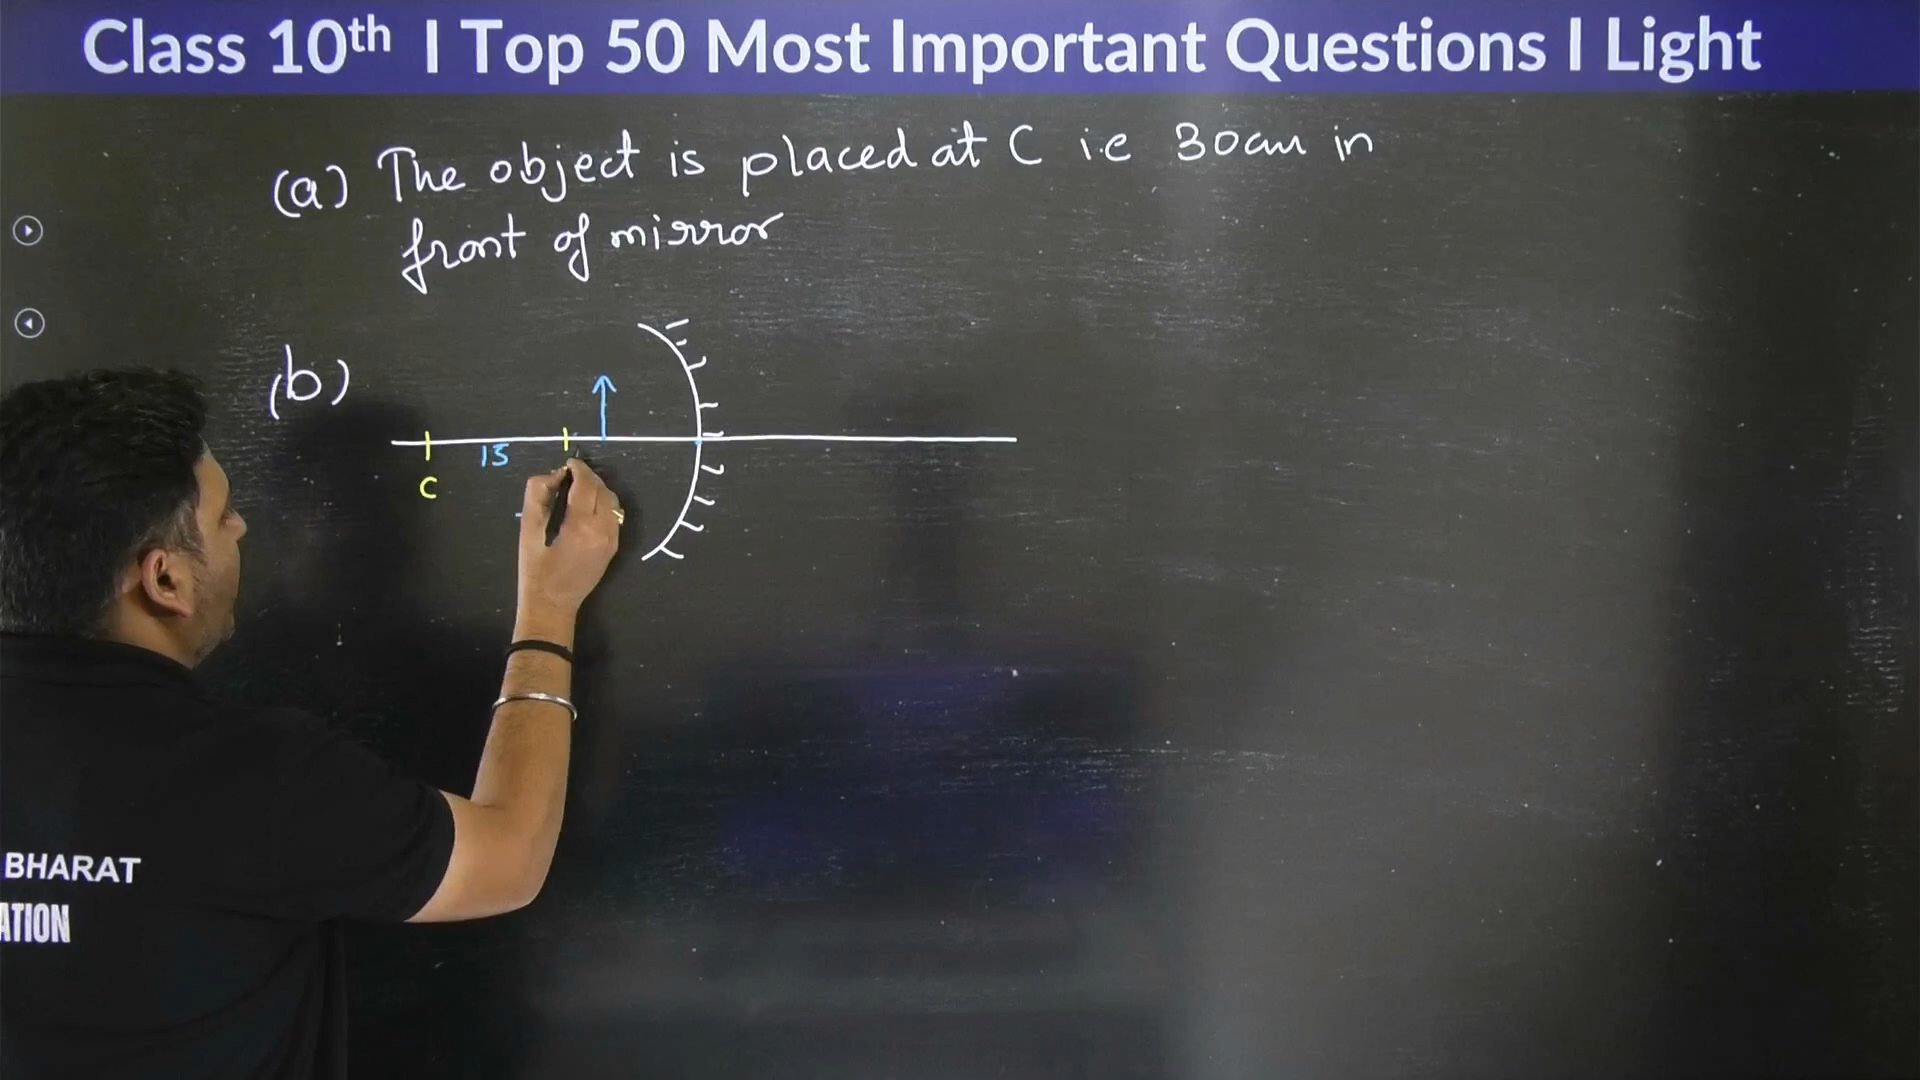 Class 10th I Top 50 Most Important Questions I Light
(a) The object is placed at C i.e 30cm in
front of mirror
(b)
15
C
BHARAT
ATION